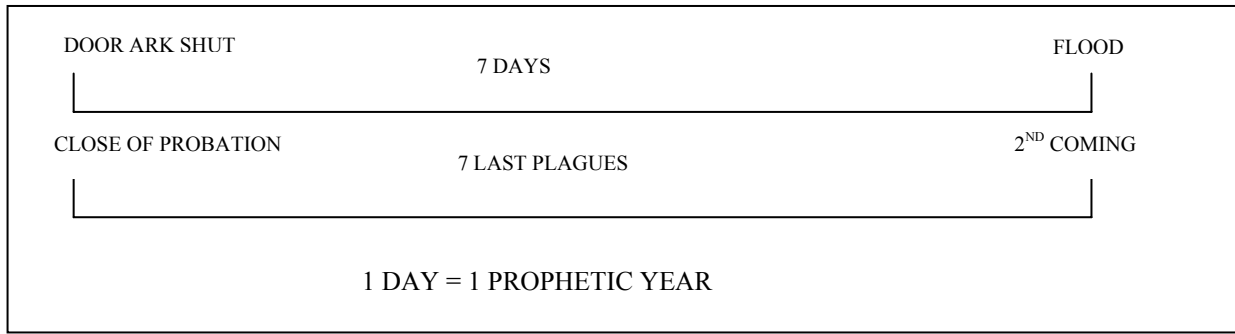 DOOR ARK SHUT
7 DAYS
FLOOD
CLOSE OF PROBATION
7 LAST PLAGUES
2ND COMING
1 DAY = 1 PROPHETIC YEAR